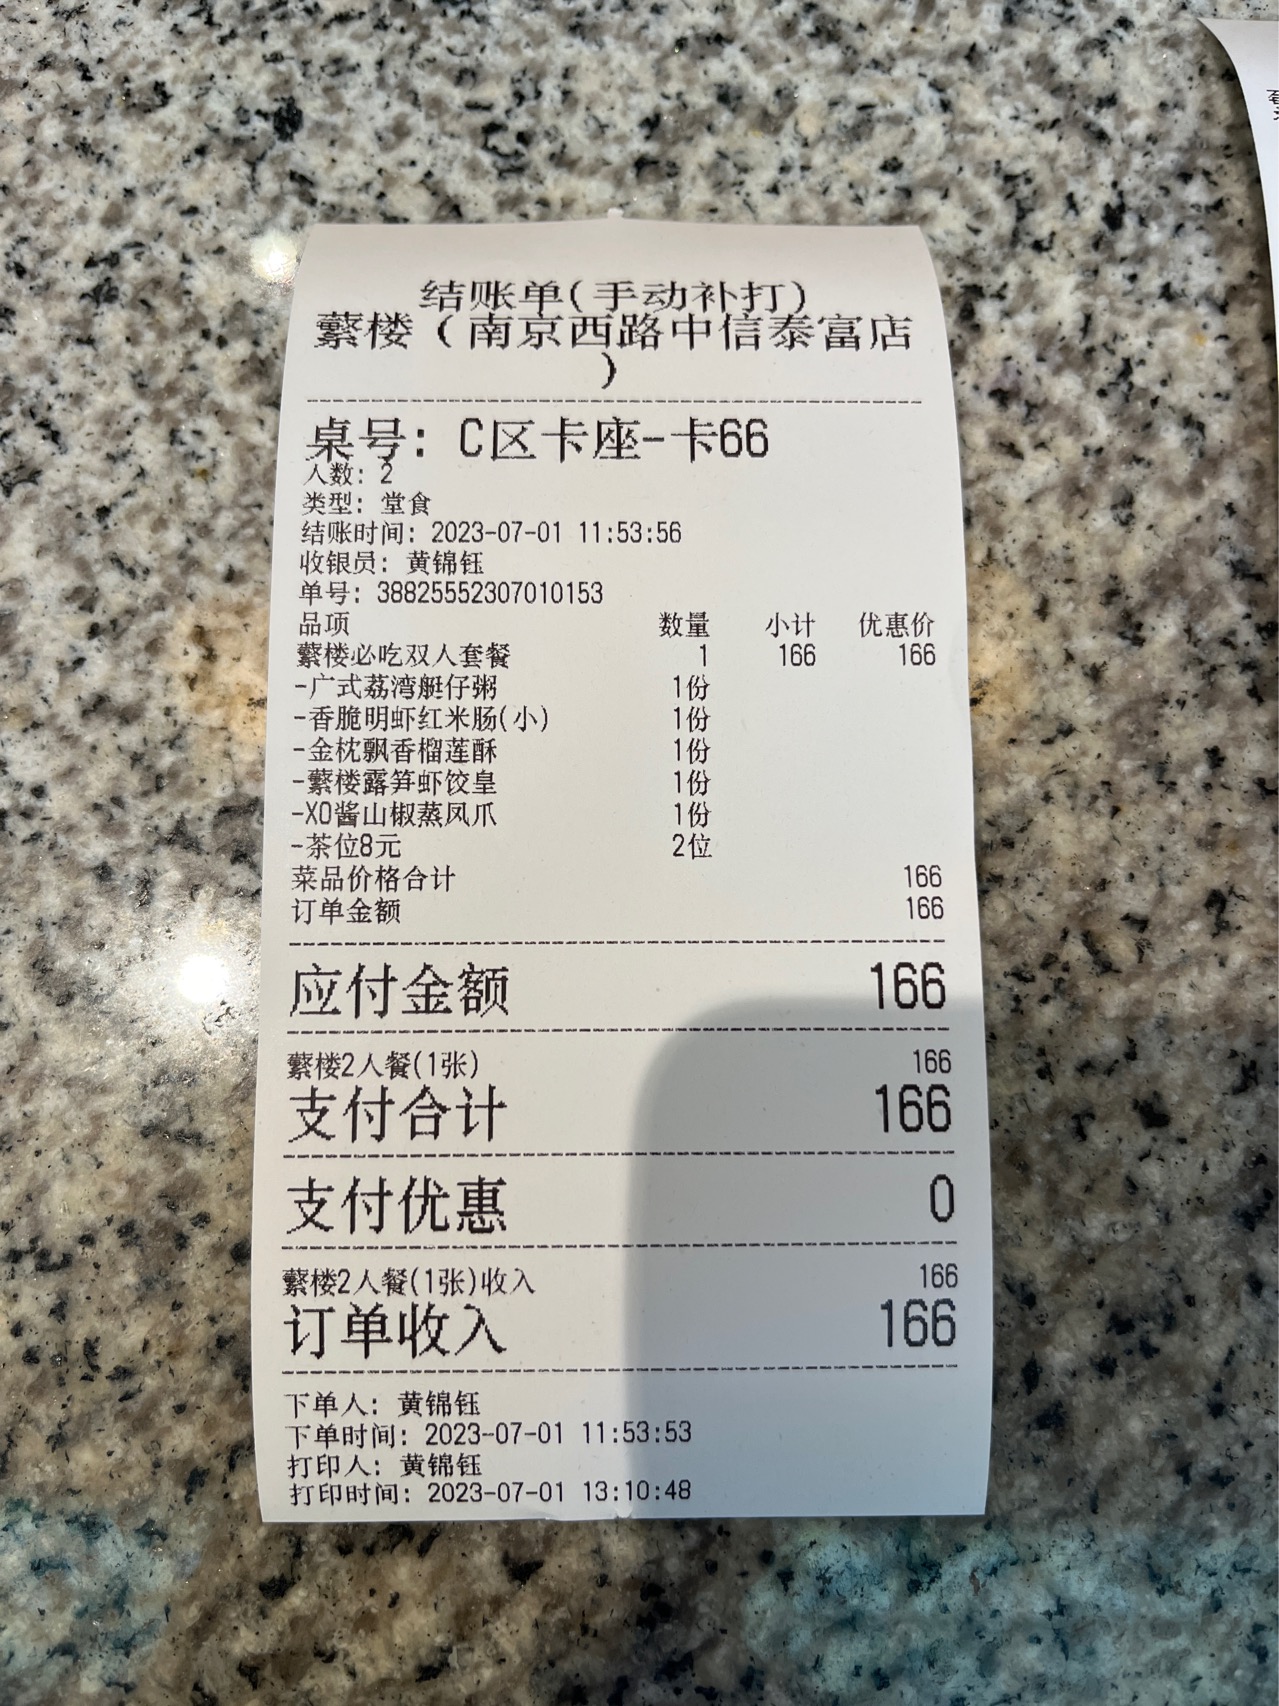 结账单(手动补打)
蘩楼(南京西路中信泰富店
)
桌号: C区卡座-卡66
人数: 2
类型: 堂食
结账时间: 2023-07-01 11:53:56
收银员: 黄锦钰
单号: 38825552307010153
品项 数量 小计 优惠价
蘩楼必吃双人套餐 1 166 166
-广式荔湾艇仔粥 1份
-香脆明虾红米肠(小) 1份
-金枕飘香榴莲酥 1份
-蘩楼露笋虾饺皇 1份
-XO酱山椒蒸凤爪 1份
-茶位8元 2位
菜品价格合计 166
订单金额 166
应付金额 166
蘩楼2人餐(1张) 166
支付合计 166
支付优惠 0
蘩楼2人餐(1张)收入 166
订单收入 166
下单人: 黄锦钰
下单时间: 2023-07-01 11:53:53
打印人: 黄锦钰
打印时间: 2023-07-01 13:10:48